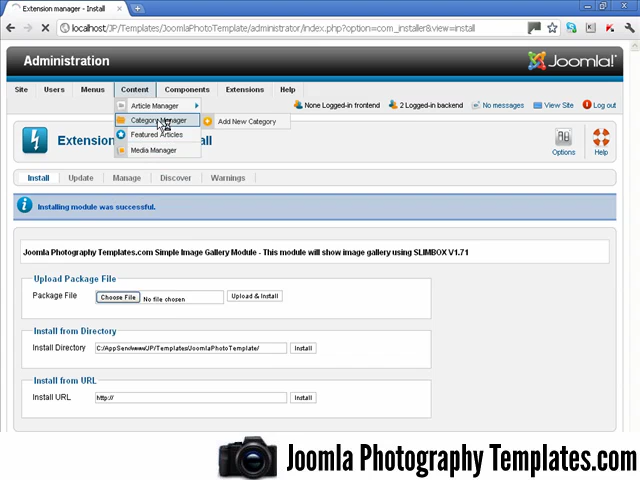 Extension manager - Install
localhost/JP/Templates/JoomlaPhotoTemplate/administrator/index.php?option=com_installer&view=install
Administration
Joomla!
Site Users Menus Content Components Extensions Help
Article Manager
None Logged-in frontend 2 Logged-in backend No messages View Site Log out
Category Manager
Add New Category
Featured Articles
Media Manager
Extens
ll
Options
Help
Install Update Manage Discover Warnings
Installing module was successful.
Joomla Photography Templates.com Simple Image Gallery Module - This module will show image gallery using SLIMBOX V1.71
Upload Package File
Package File Choose File No file chosen Upload & Install
Install from Directory
Install Directory C:/AppServ/www/JP/Templates/JoomlaPhotoTemplate/ Install
Install from URL
Install URL http:// Install
Joomla Photography Templates.com